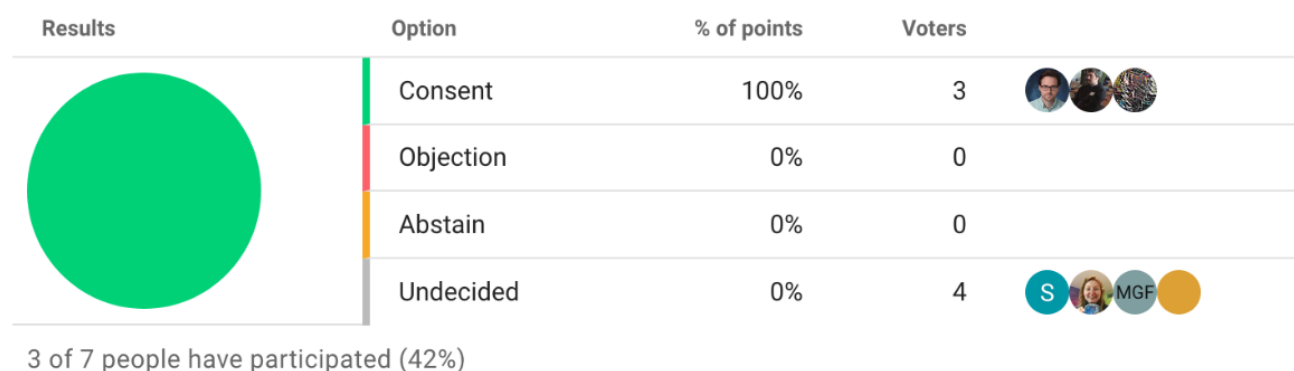 Results Option % of points Voters
Consent 100% 3
Objection 0% 0
Abstain 0% 0
Undecided 0% 4 S MGF
3 of 7 people have participated (42%)